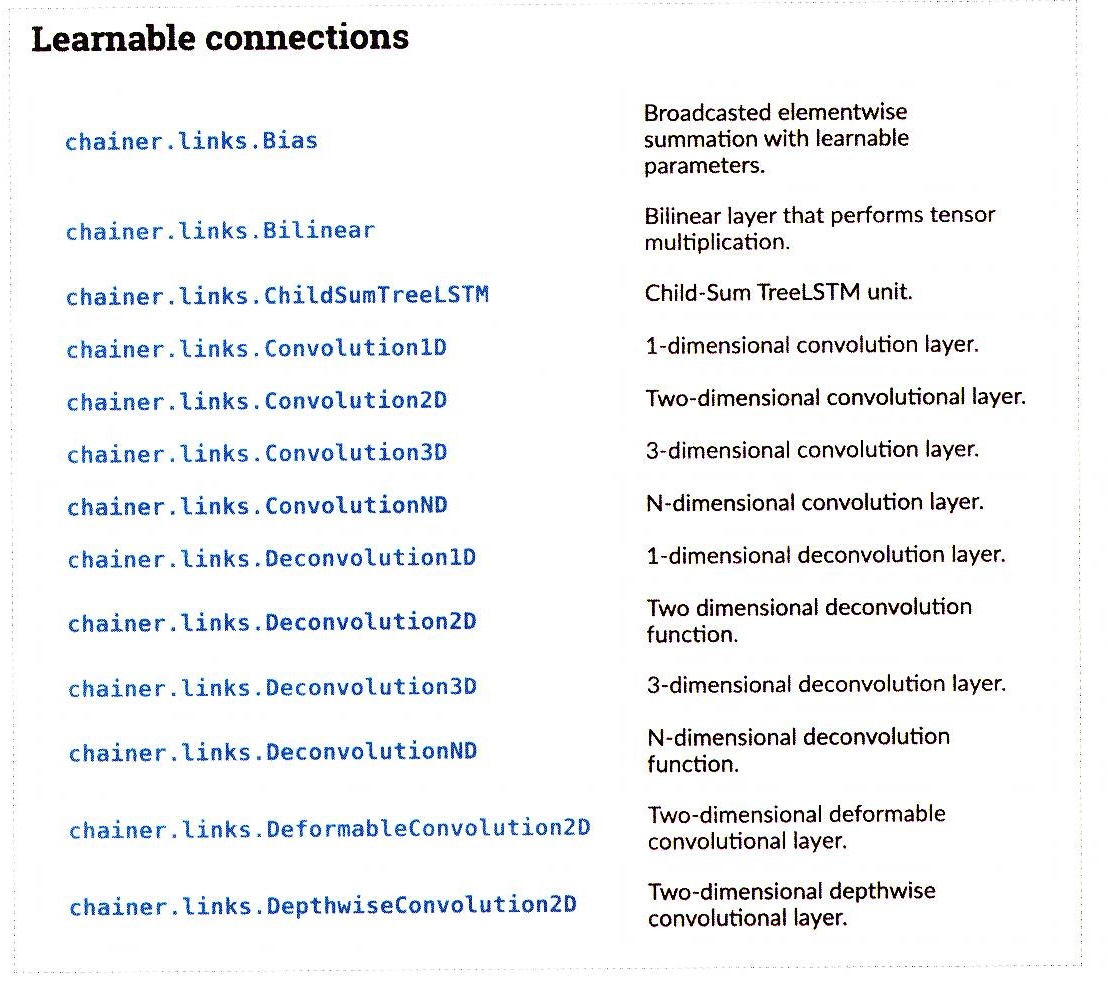 Learnable connections
chainer.links.Bias
Broadcasted elementwise
summation with learnable
parameters.
chainer.links.Bilinear
Bilinear layer that performs tensor
multiplication.
chainer.links.ChildSumTreeLSTM
Child-Sum TreeLSTM unit.
chainer.links.Convolution1D
1-dimensional convolution layer.
chainer.links.Convolution2D
Two-dimensional convolutional layer.
chainer.links.Convolution3D
3-dimensional convolution layer.
chainer.links.ConvolutionND
N-dimensional convolution layer.
chainer.links.Deconvolution1D
1-dimensional deconvolution layer.
chainer.links.Deconvolution2D
Two dimensional deconvolution
function.
chainer.links.Deconvolution3D
3-dimensional deconvolution layer.
chainer.links.DeconvolutionND
N-dimensional deconvolution
function.
chainer.links.DeformableConvolution2D
Two-dimensional deformable
convolutional layer.
chainer.links.DepthwiseConvolution2D
Two-dimensional depthwise
convolutional layer.